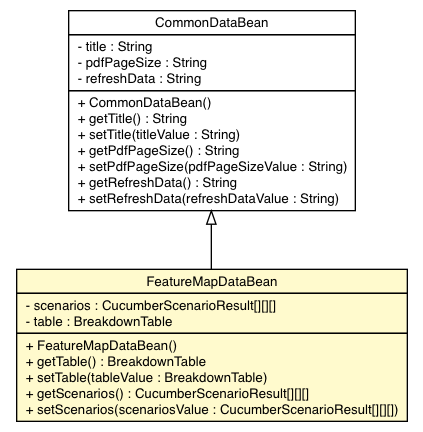 CommonDataBean
- title : String
- pdfPageSize : String
- refreshData : String
+ CommonDataBean()
+ getTitle() : String
+ setTitle(titleValue : String)
+ getPdfPageSize() : String
+ setPdfPageSize(pdfPageSizeValue : String)
+ getRefreshData() : String
+ setRefreshData(refreshDataValue : String)
FeatureMapDataBean
- scenarios : CucumberScenarioResult[][][]
- table : BreakdownTable
+ FeatureMapDataBean()
+ getTable() : BreakdownTable
+ setTable(tableValue : BreakdownTable)
+ getScenarios() : CucumberScenarioResult[][][]
+ setScenarios(scenariosValue : CucumberScenarioResult[][][])